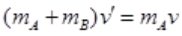 (m_A + m_B)v' = m_A v